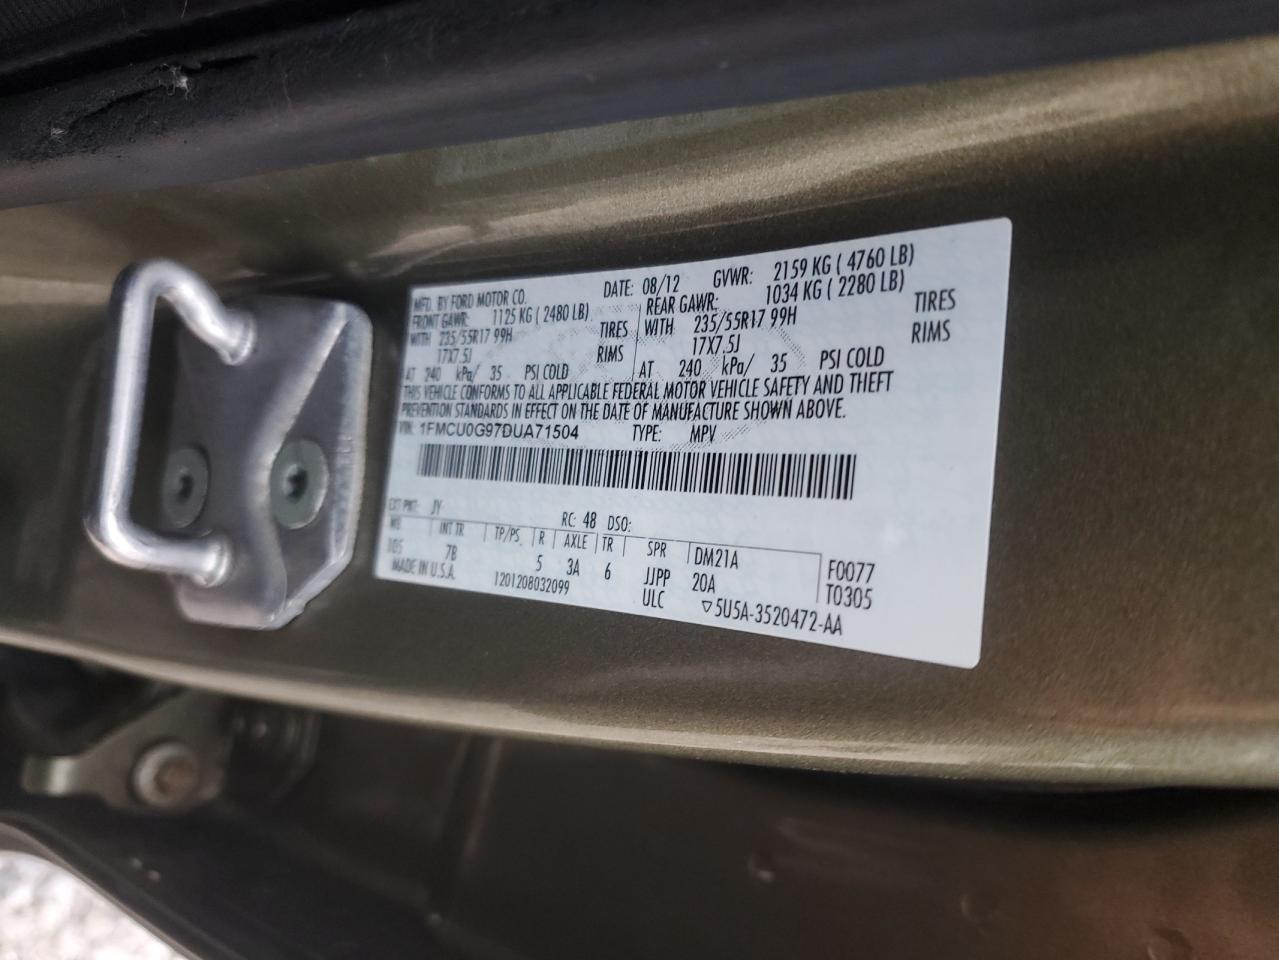 MFD. BY FORD MOTOR CO.
DATE: 08/12 GVWR: 2159 KG ( 4760 LB)
FRONT GAWR: 1125 KG ( 2480 LB) REAR GAWR: 1034 KG ( 2280 LB)
WITH 235/55R17 99H TIRES WITH 235/55R17 99H TIRES
17X7.5J RIMS 17X7.5J RIMS
AT 240 kPa/ 35 PSI COLD AT 240 kPa/ 35 PSI COLD
THIS VEHICLE CONFORMS TO ALL APPLICABLE FEDERAL MOTOR VEHICLE SAFETY AND THEFT
PREVENTION STANDARDS IN EFFECT ON THE DATE OF MANUFACTURE SHOWN ABOVE.
VIN: 1FMCU0G97DUA71504 TYPE: MPV
EXT PNT: JY RC: 48 DSO:
WB INT TR TP/PS R AXLE TR SPR DM21A F0077
105 7B 5 3A 6 JJPP 20A T0305
MADE IN U.S.A. 1201208032099 ULC ▽5U5A-3520472-AA